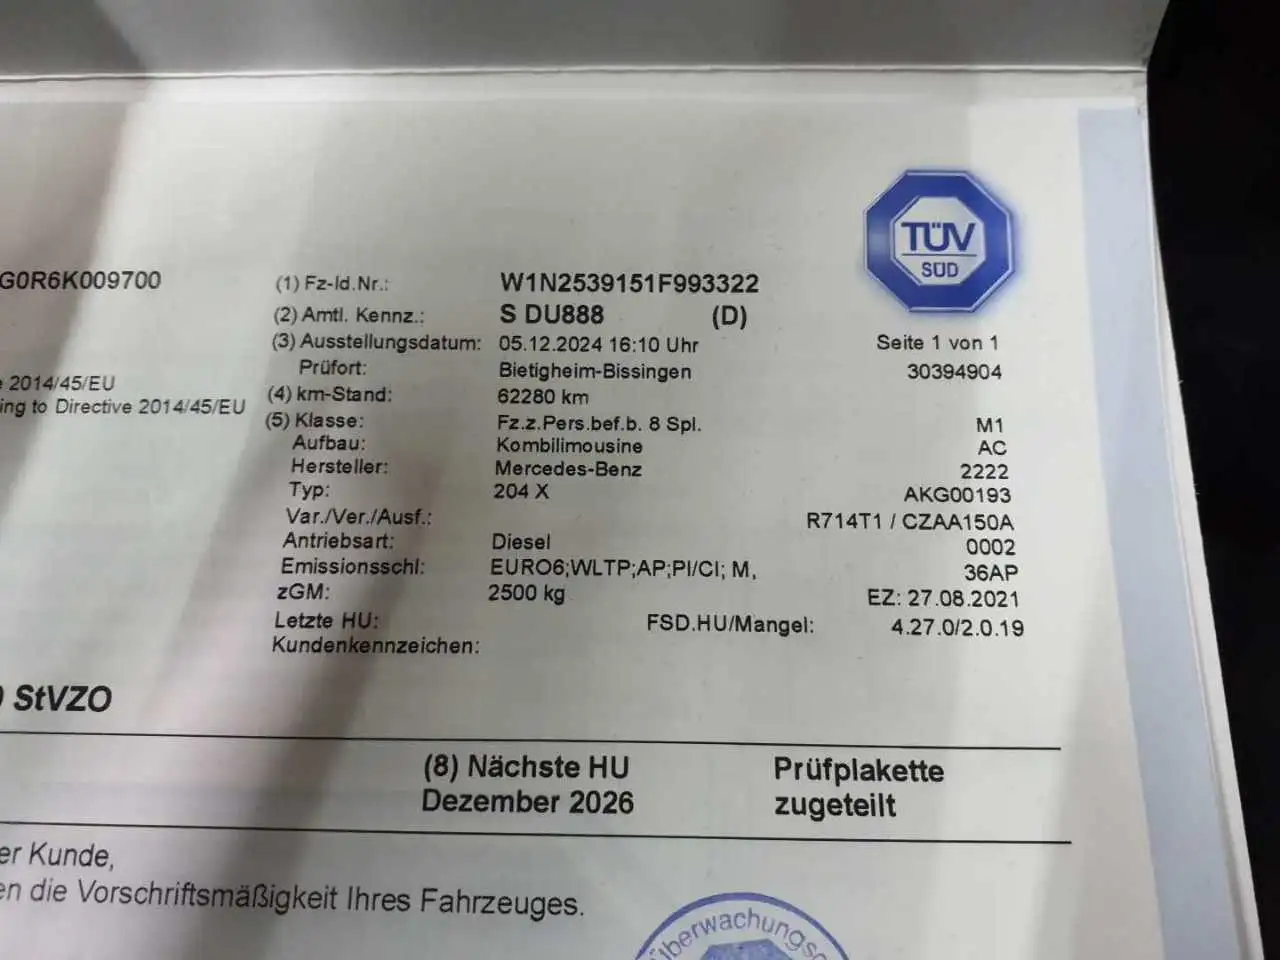 TÜV
SÜD
G0R6K009700
(1) Fz-Id.Nr.: W1N2539151F993322
(2) Amtl. Kennz.: S DU888 (D)
(3) Ausstellungsdatum: 05.12.2024 16:10 Uhr Seite 1 von 1
Prüfort: Bietigheim-Bissingen 30394904
2014/45/EU
(4) km-Stand: 62280 km
ing to Directive 2014/45/EU
(5) Klasse: Fz.z.Pers.bef.b. 8 Spl. M1
Aufbau: Kombilimousine AC
Hersteller: Mercedes-Benz 2222
Typ: 204 X AKG00193
Var./Ver./Ausf.: R714T1 / CZAA150A
Antriebsart: Diesel 0002
Emissionsschl: EURO6;WLTP;AP;PI/CI; M, 36AP
zGM: 2500 kg EZ: 27.08.2021
Letzte HU: FSD.HU/Mangel: 4.27.0/2.0.19
Kundenkennzeichen:
) StVZO
(8) Nächste HU Prüfplakette
Dezember 2026 zugeteilt
er Kunde,
en die Vorschriftsmäßigkeit Ihres Fahrzeuges.
Überwachungso